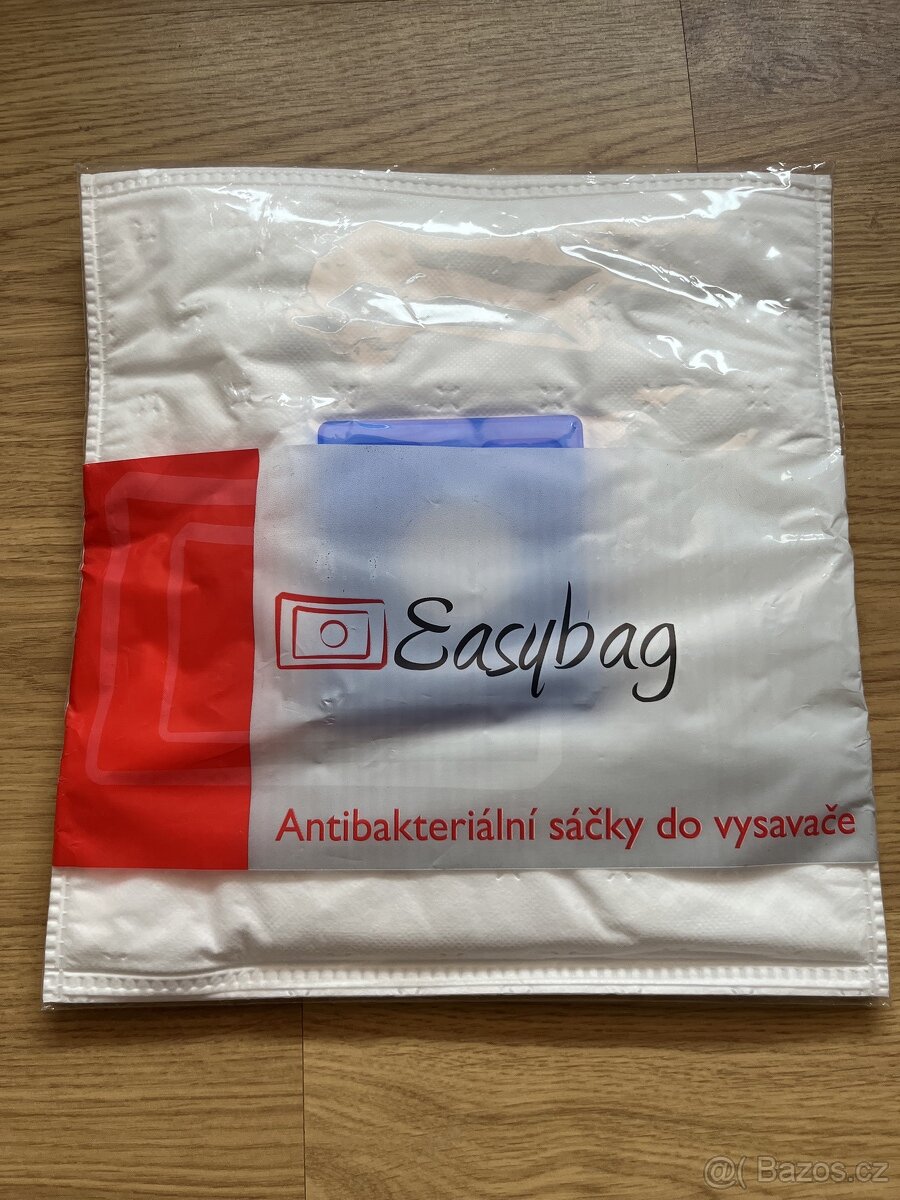 Easybag
Antibakteriální sáčky do vysavače
@( Bazos.cz